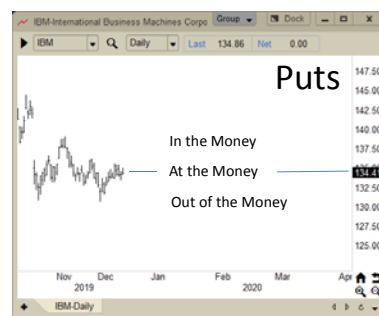 IBM-International Business Machines Corpo Group Dock
IBM Daily Last 134.86 Net 0.00
Puts
147.50
145.00
142.50
140.00
137.50
In the Money
At the Money
134.41
132.50
Out of the Money
130.00
127.50
125.00
Nov Dec Jan Feb Mar Apr
2019 2020
IBM-Daily